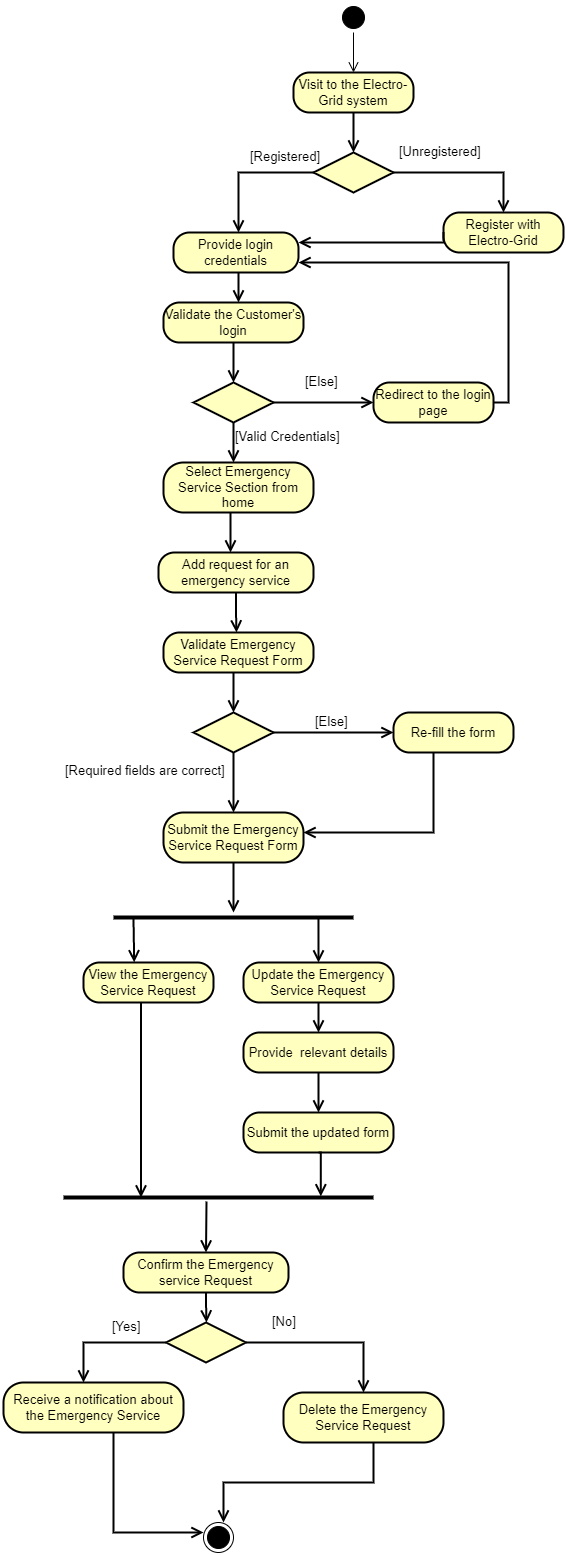 Visit to the Electro-
Grid system
[Registered]
[Unregistered]
Register with
Electro-Grid
Provide login
credentials
Validate the Customer's
login
[Else]
Redirect to the login
page
[Valid Credentials]
Select Emergency
Service Section from
home
Add request for an
emergency service
Validate Emergency
Service Request Form
[Else]
Re-fill the form
[Required fields are correct]
Submit the Emergency
Service Request Form
View the Emergency
Service Request
Update the Emergency
Service Request
Provide  relevant details
Submit the updated form
Confirm the Emergency
service Request
[Yes]
[No]
Receive a notification about
the Emergency Service
Delete the Emergency
Service Request